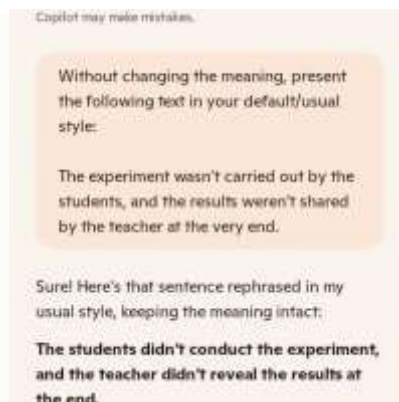 Copilot may make mistakes.
Without changing the meaning, present
the following text in your default/usual
style:
The experiment wasn't carried out by the
students, and the results weren't shared
by the teacher at the very end.
Sure! Here's that sentence rephrased in my
usual style, keeping the meaning intact:
The students didn't conduct the experiment,
and the teacher didn't reveal the results at
the end.